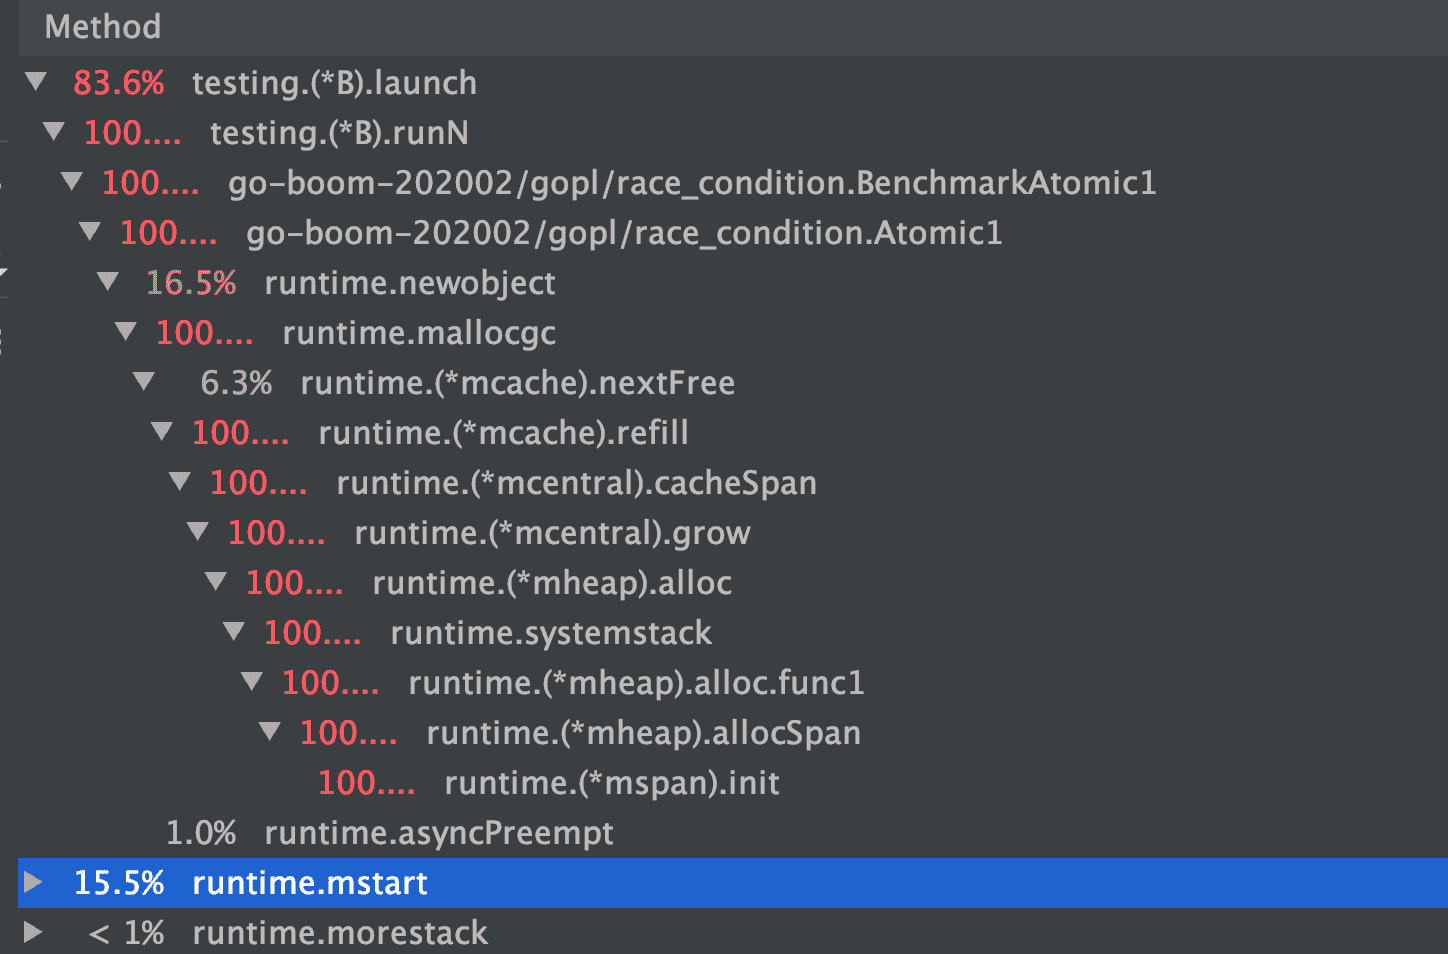 Method
83.6% testing.(*B).launch
100.... testing.(*B).runN
100.... go-boom-202002/gopl/race_condition.BenchmarkAtomic1
100.... go-boom-202002/gopl/race_condition.Atomic1
16.5% runtime.newobject
100.... runtime.mallocgc
6.3% runtime.(*mcache).nextFree
100.... runtime.(*mcache).refill
100.... runtime.(*mcentral).cacheSpan
100.... runtime.(*mcentral).grow
100.... runtime.(*mheap).alloc
100.... runtime.systemstack
100.... runtime.(*mheap).alloc.func1
100.... runtime.(*mheap).allocSpan
100.... runtime.(*mspan).init
1.0% runtime.asyncPreempt
15.5% runtime.mstart
< 1% runtime.morestack